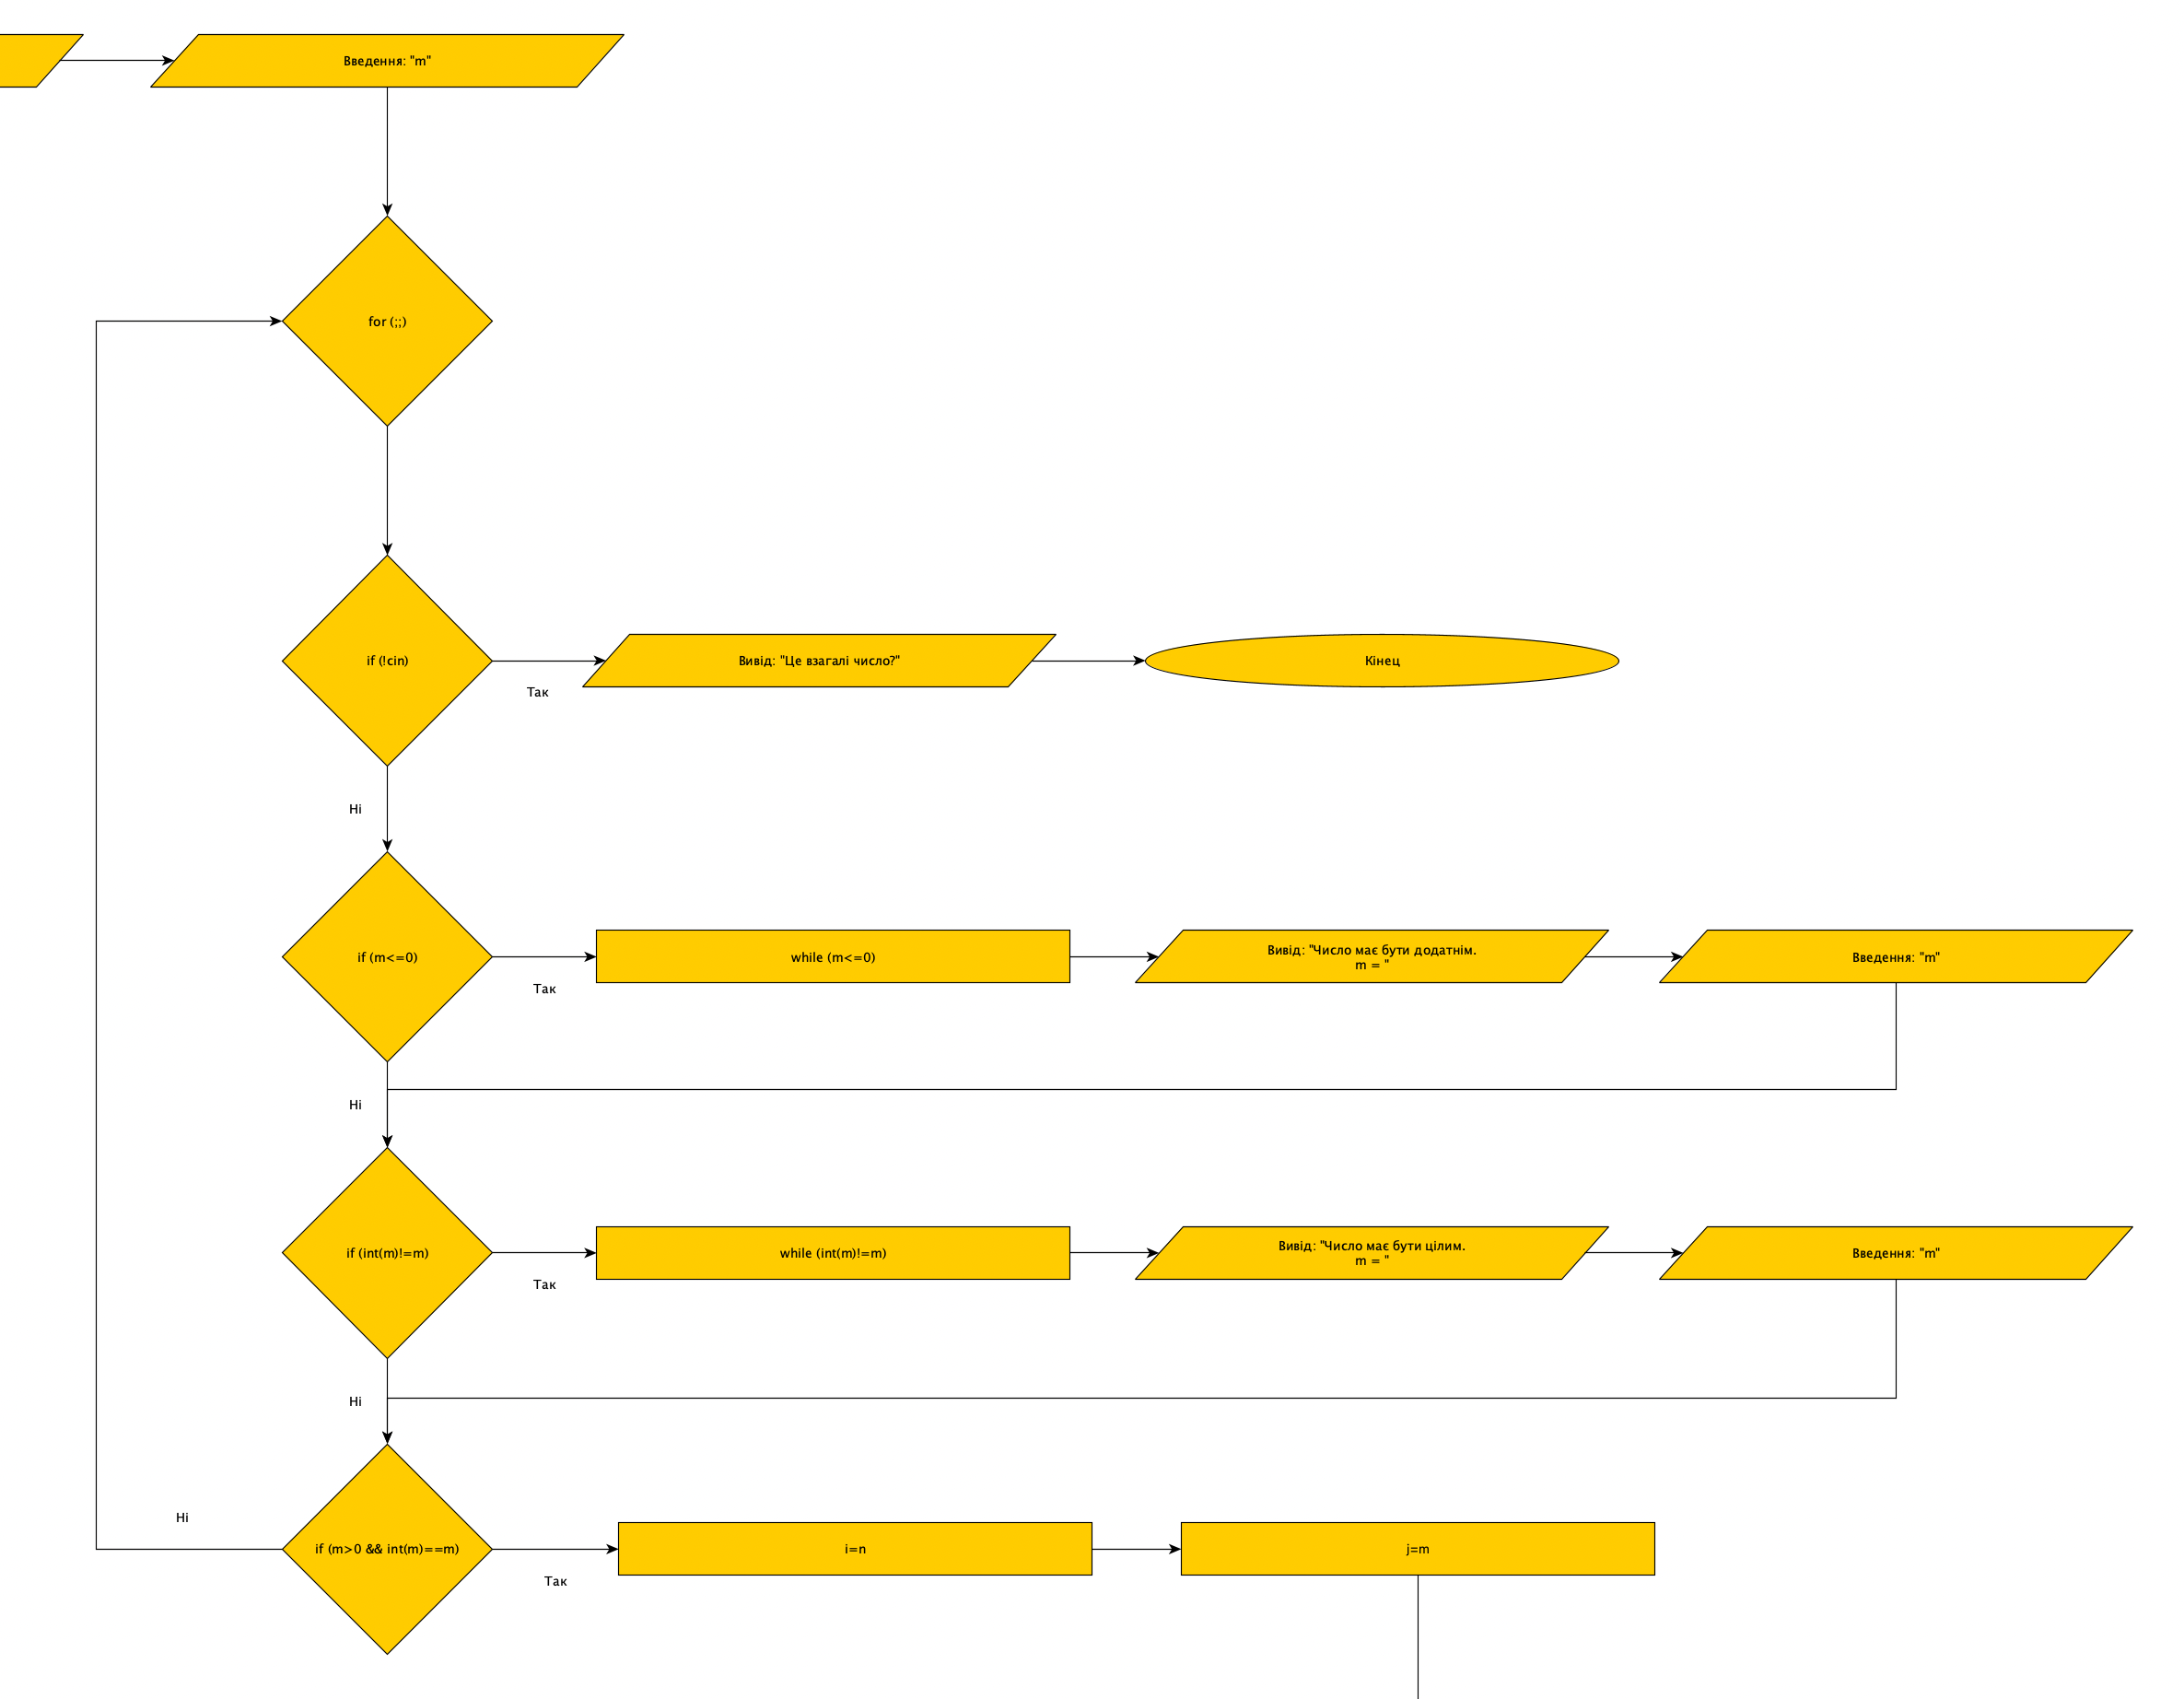 Введення: "m"
for (;;)
if (!cin)
Вивід: "Це взагалі число?"
Кінец
Так
Ні
if (m<=0)
while (m<=0)
Вивід: "Число має бути додатнім.
m = "
Введення: "m"
Так
Ні
if (int(m)!=m)
while (int(m)!=m)
Вивід: "Число має бути цілим.
m = "
Введення: "m"
Так
Ні
Ні
if (m>0 && int(m)==m)
i=n
j=m
Так